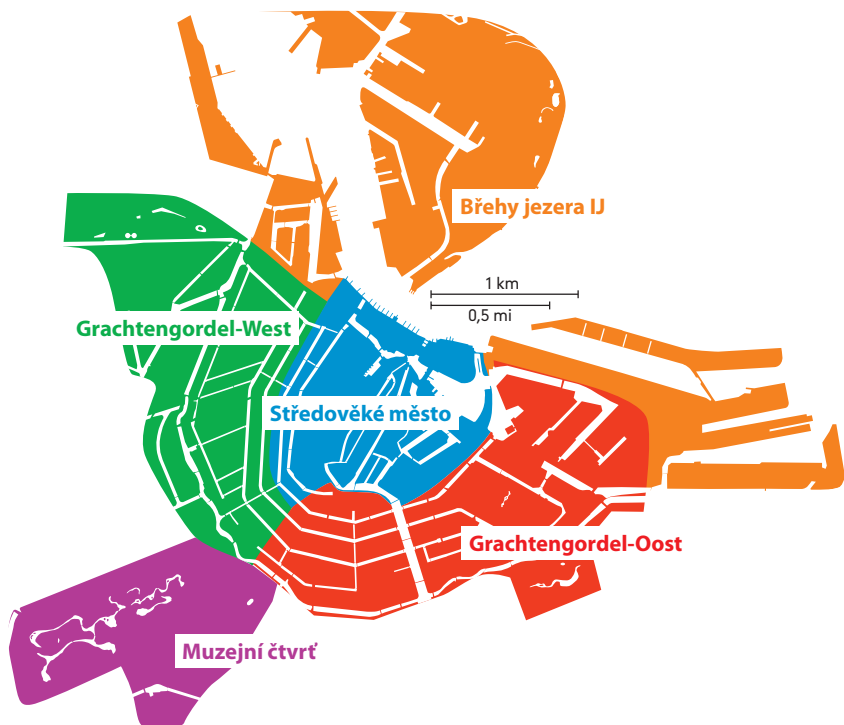 Břehy jezera IJ
1 km
0,5 mi
Grachtengordel-West
Středověké město
Grachtengordel-Oost
Muzejní čtvrť